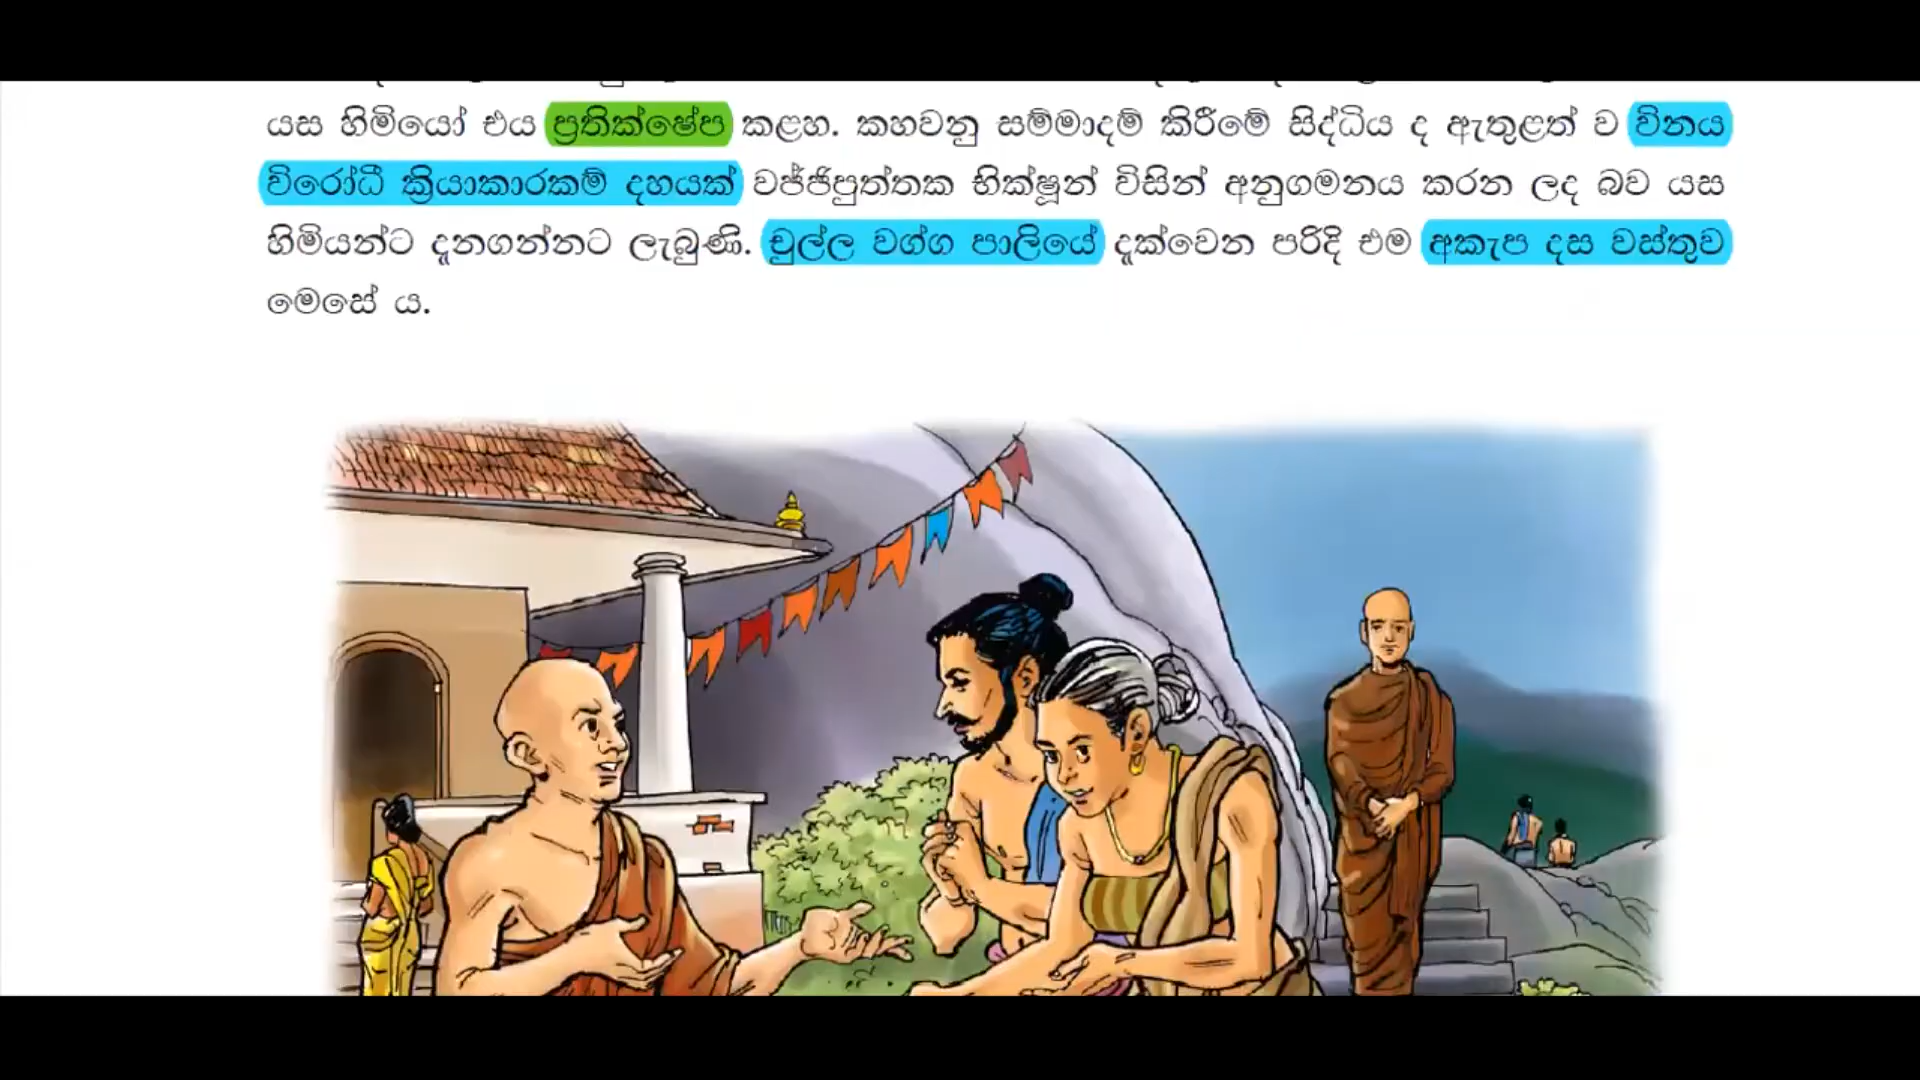 යස හිමියෝ එය ප්‍රතික්ෂේප කළහ. කහවනු සම්මාදම් කිරීමේ සිද්ධිය ද ඇතුළත් ව විනය
විරෝධී ක්‍රියාකාරකම් දහයක් වජ්ජිපුත්තක භික්ෂූන් විසින් අනුගමනය කරන ලද බව යස
හිමියන්ට දැනගන්නට ලැබුණි. චුල්ල වග්ග පාලියේ දැක්වෙන පරිදි එම අකැප දස වස්තුව
මෙසේ ය.